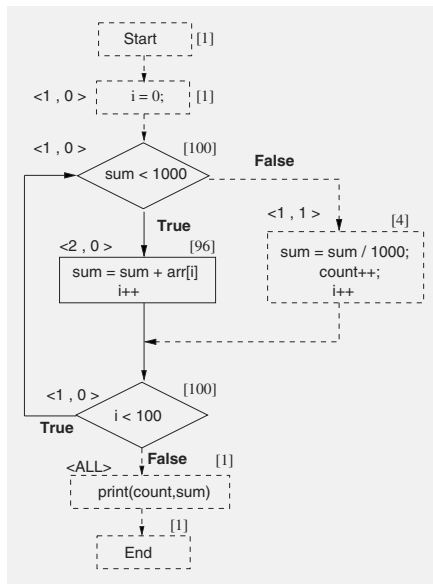 Start [1]
<1 , 0 > i = 0; [1]
<1 , 0 > [100]
sum < 1000 False
True <1 , 1 >
<2 , 0> [96] [4]
sum = sum + arr[i]
i++
sum = sum / 1000;
count++;
i++
<1 , 0> [100]
i < 100
True
False [1]
<ALL>
print(count,sum)
[1]
End